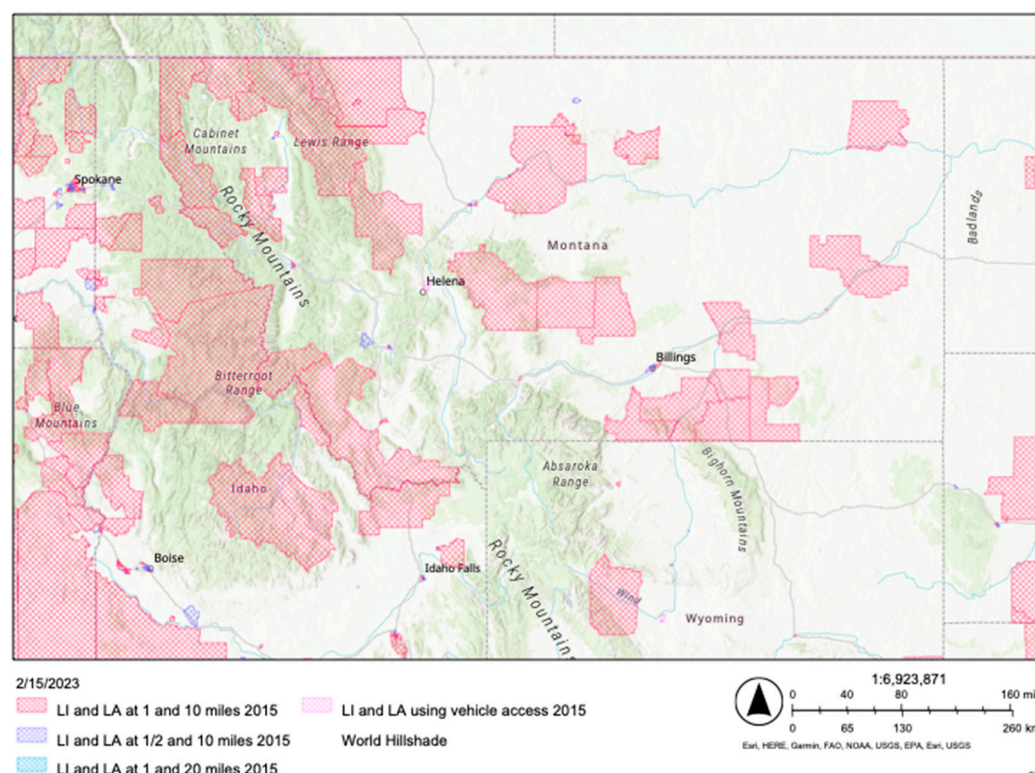 Cabinet
Mountains
Lewis Range
Spokane
Rocky Mountains
Montana
Badlands
Helena
Billings
Bitterroot
Range
Blue
Mountains
Absaroka
Range
Bighorn Mountains
Idaho
Boise
Idaho Falls
Rocky Mountains
Wind
Wyoming
2/15/2023
LI and LA at 1 and 10 miles 2015
LI and LA using vehicle access 2015
LI and LA at 1/2 and 10 miles 2015
World Hillshade
LI and LA at 1 and 20 miles 2015
1:6,923,871
0 40 80 160 mi
0 65 130 260 km
Esri, HERE, Garmin, FAO, NOAA, USGS, EPA, Esri, USGS